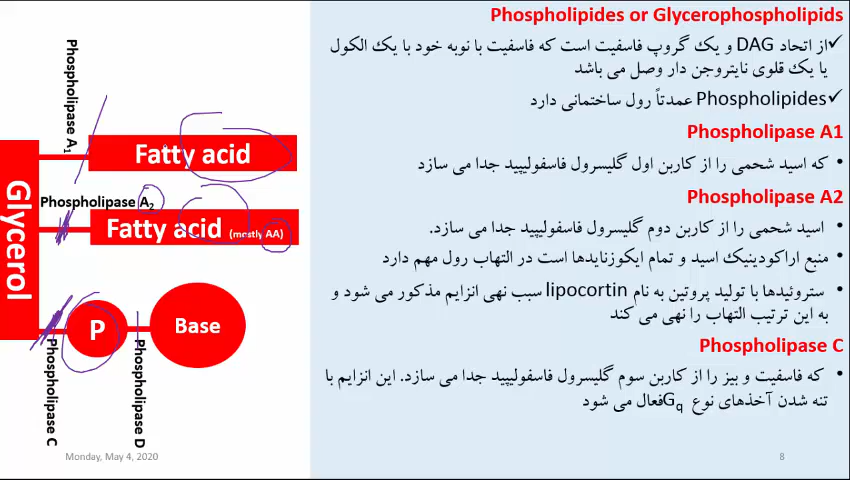 Phospholipides or Glycerophospholipids
✓از اتحاد DAG و یک گروپ فاسفیت است که فاسفیت با نوبه خود با یک الکول
یا یک قلوی نایتروجن دار وصل می باشد
✓Phospholipides عمدتاً رول ساختمانی دارد
Phospholipase A1
• که اسید شحمی را از کاربن اول گلیسرول فاسفولیپید جدا می سازد
Phospholipase A2
• اسید شحمی را از کاربن دوم گلیسرول فاسفولیپید جدا می سازد.
• منبع اراکودینیک اسید و تمام ایکوزنایدها است در التهاب رول مهم دارد
• ستروئیدها با تولید پروتین به نام lipocortin سبب نهی انزایم مذکور می شود و
به این ترتیب التهاب را نهی می کند
Phospholipase C
• که فاسفیت و بیز را از کاربن سوم گلیسرول فاسفولیپید جدا می سازد. این انزایم با
تنه شدن آخذهای نوع Gq فعال می شود
Phospholipase A1
Fatty acid
Glycerol
Phospholipase A2
Fatty acid (mostly AA)
P
Base
Phospholipase C
Phospholipase D
Monday, May 4, 2020
8